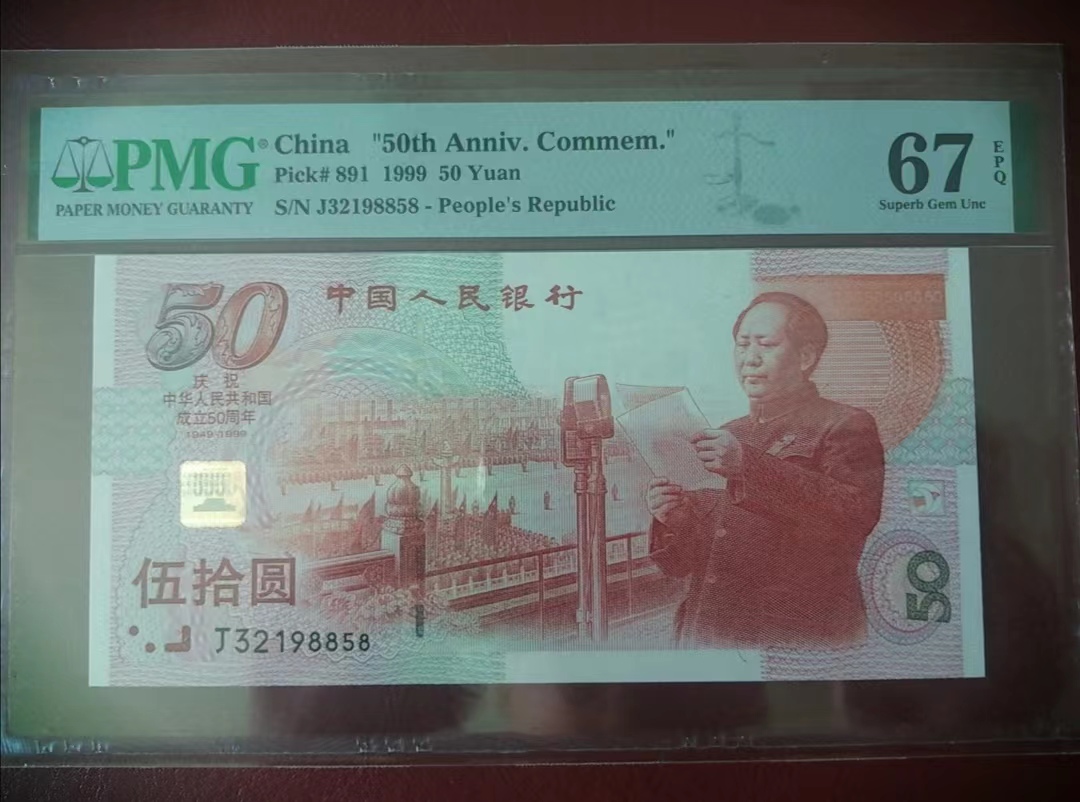 PMG®
PAPER MONEY GUARANTY
China "50th Anniv. Commem."
Pick# 891 1999 50 Yuan
S/N J32198858 - People's Republic
67
EPQ
Superb Gem Unc
50
中国人民银行
庆祝
中华人民共和国
成立50周年
1949-1999
伍拾圆
J32198858
50